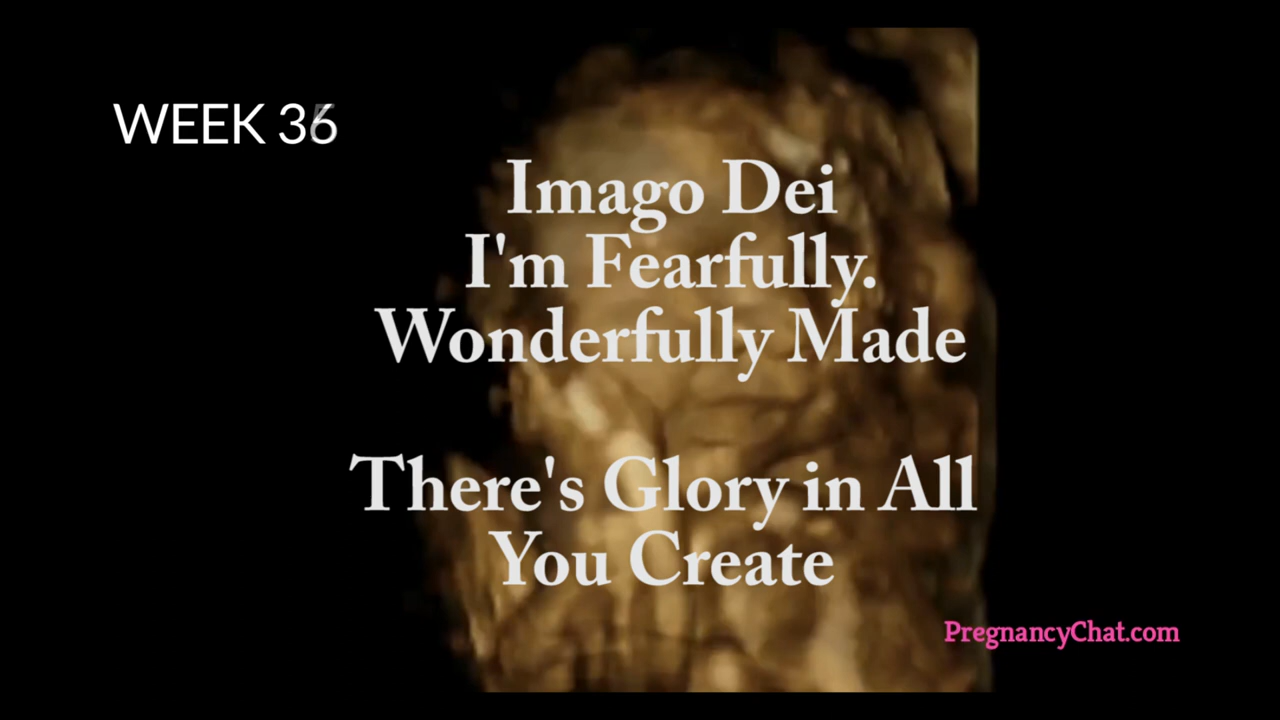 WEEK 36
Imago Dei
I'm Fearfully.
Wonderfully Made
There's Glory in All
You Create
PregnancyChat.com